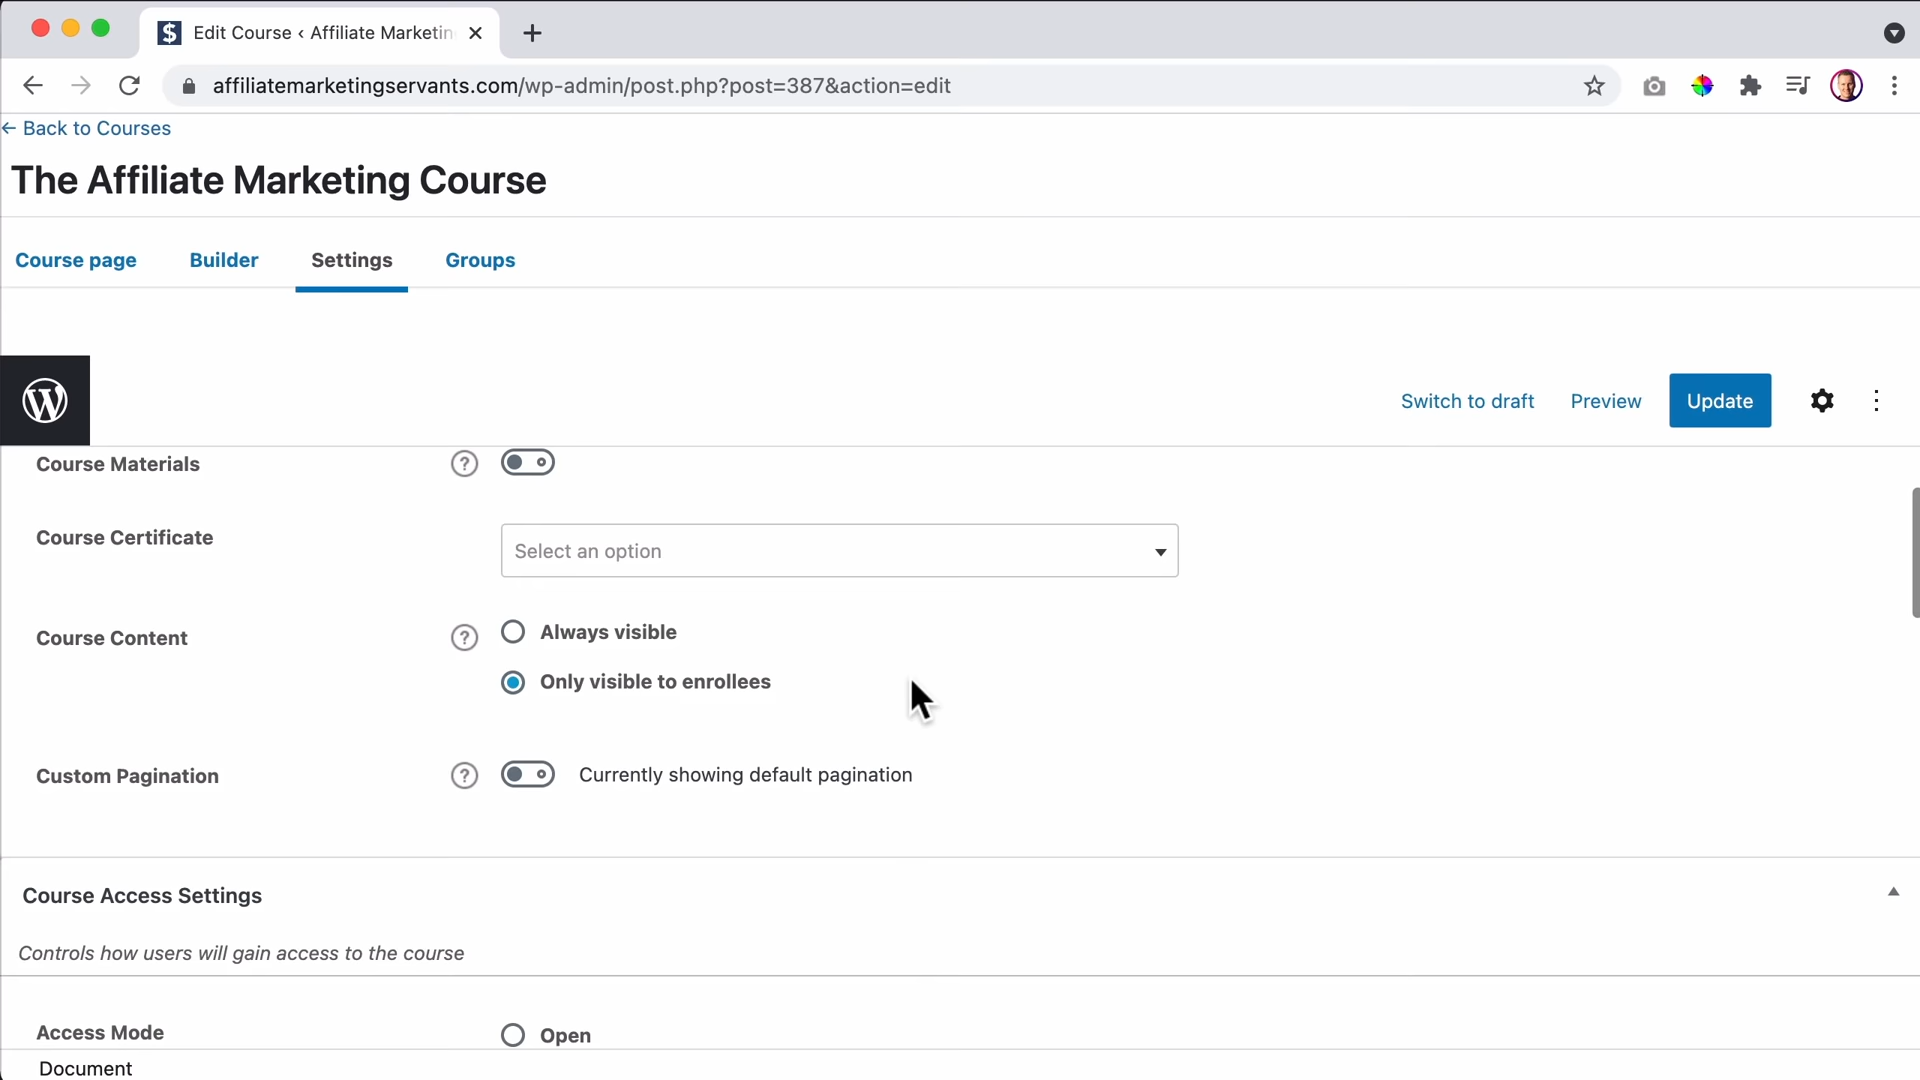 Edit Course ‹ Affiliate Marketin
affiliatemarketingservants.com/wp-admin/post.php?post=387&action=edit
← Back to Courses
The Affiliate Marketing Course
Course page
Builder
Settings
Groups
Switch to draft
Preview
Update
Course Materials
?
Course Certificate
Select an option
Course Content
?
Always visible
Only visible to enrollees
Custom Pagination
?
Currently showing default pagination
Course Access Settings
Controls how users will gain access to the course
Access Mode
Open
Document